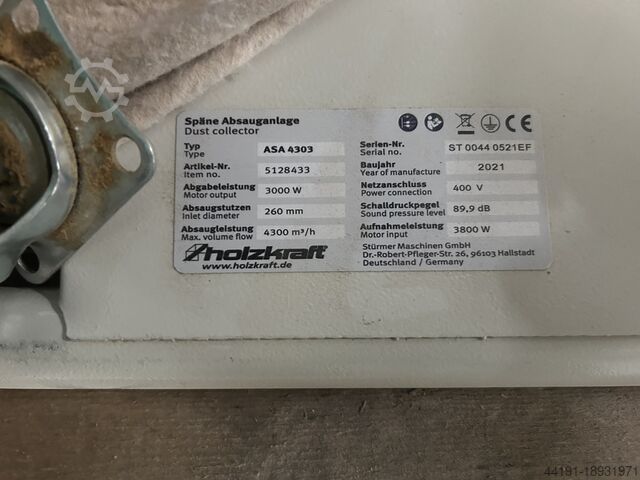 Späne Absauganlage
Dust collector
Typ
Type
ASA 4303
Artikel-Nr.
Item no.
5128433
Abgabeleistung
Motor output
3000 W
Absaugstutzen
Inlet diameter
260 mm
Absaugleistung
Max. volume flow
4300 m³/h
holzkraft
www.holzkraft.de
Serien-Nr.
Serial no.
ST 0044 0521EF
Baujahr
Year of manufacture
2021
Netzanschluss
Power connection
400 V
Schalldruckpegel
Sound pressure level
89,9 dB
Aufnahmeleistung
Motor input
3800 W
Stürmer Maschinen GmbH
Dr.-Robert-Pfleger-Str. 26, 96103 Hallstadt
Deutschland / Germany
44191-18931971